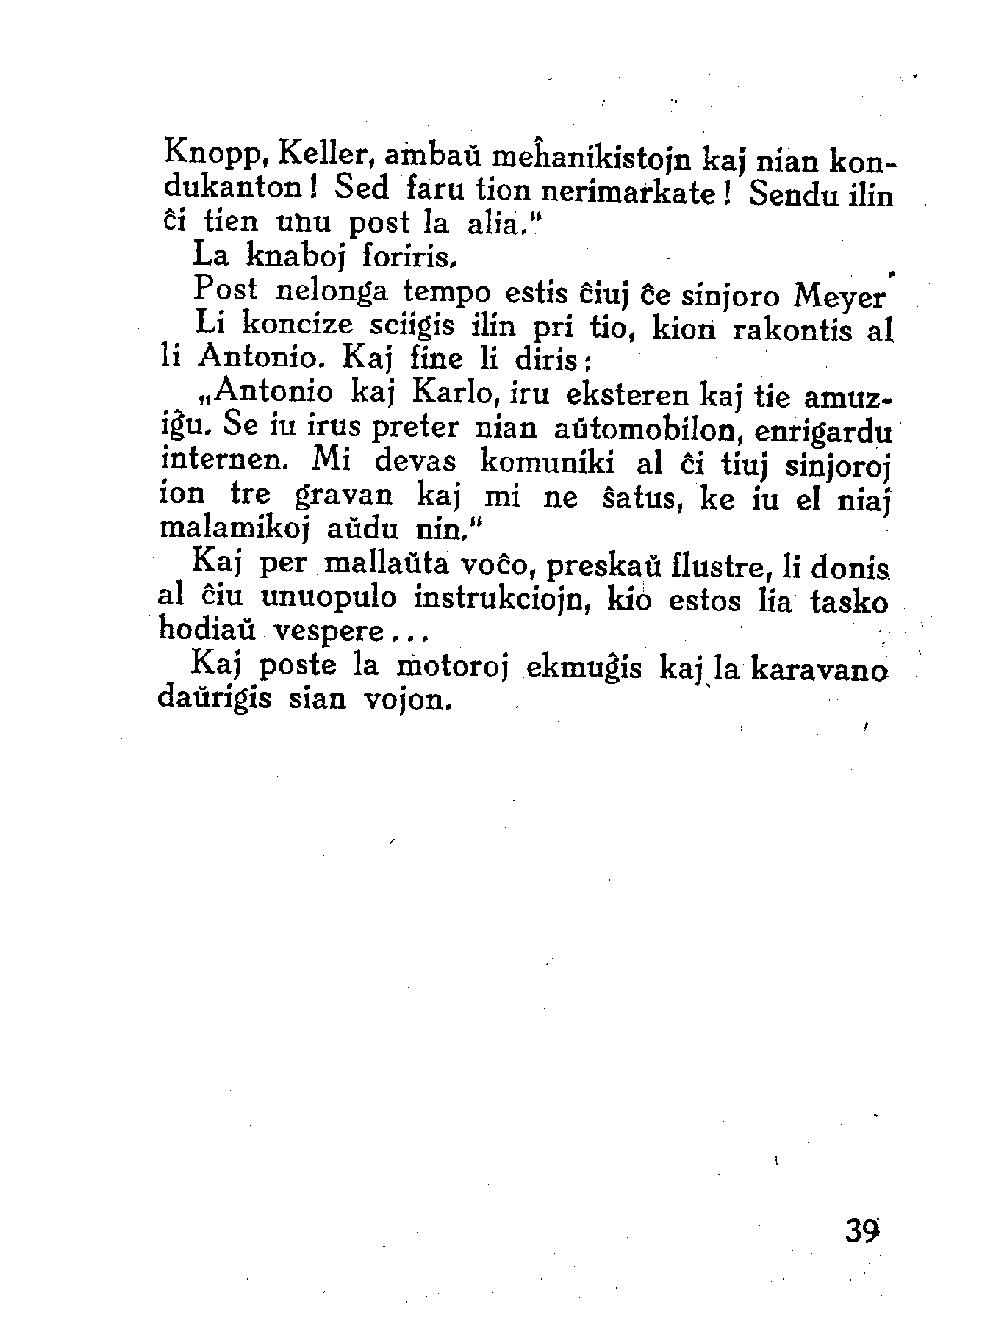 Knopp, Keller, ambaŭ meĥanikistojn kaj nian kon-
dukanton! Sed faru tion nerimarkate! Sendu ilin
ĉi tien unu post la alia."
La knaboj foriris.
Post nelonga tempo estis ĉiuj ĉe sinjoro Meyer
Li koncize sciigis ilin pri tio, kion rakontis al
li Antonio. Kaj fine li diris:
„Antonio kaj Karlo, iru eksteren kaj tie amuz-
iĝu. Se iu irus preter nian aŭtomobilon, enrigardu
internen. Mi devas komuniki al ĉi tiuj sinjoroj
ion tre gravan kaj mi ne ŝatus, ke iu el niaj
malamikoj aŭdu nin."
Kaj per mallaŭta voĉo, preskaŭ flustre, li donis
al ĉiu unuopulo instrukciojn, kio estos lia tasko
hodiaŭ vespere...
Kaj poste la motoroj ekmuĝis kaj la karavano
daŭrigis sian vojon.
39